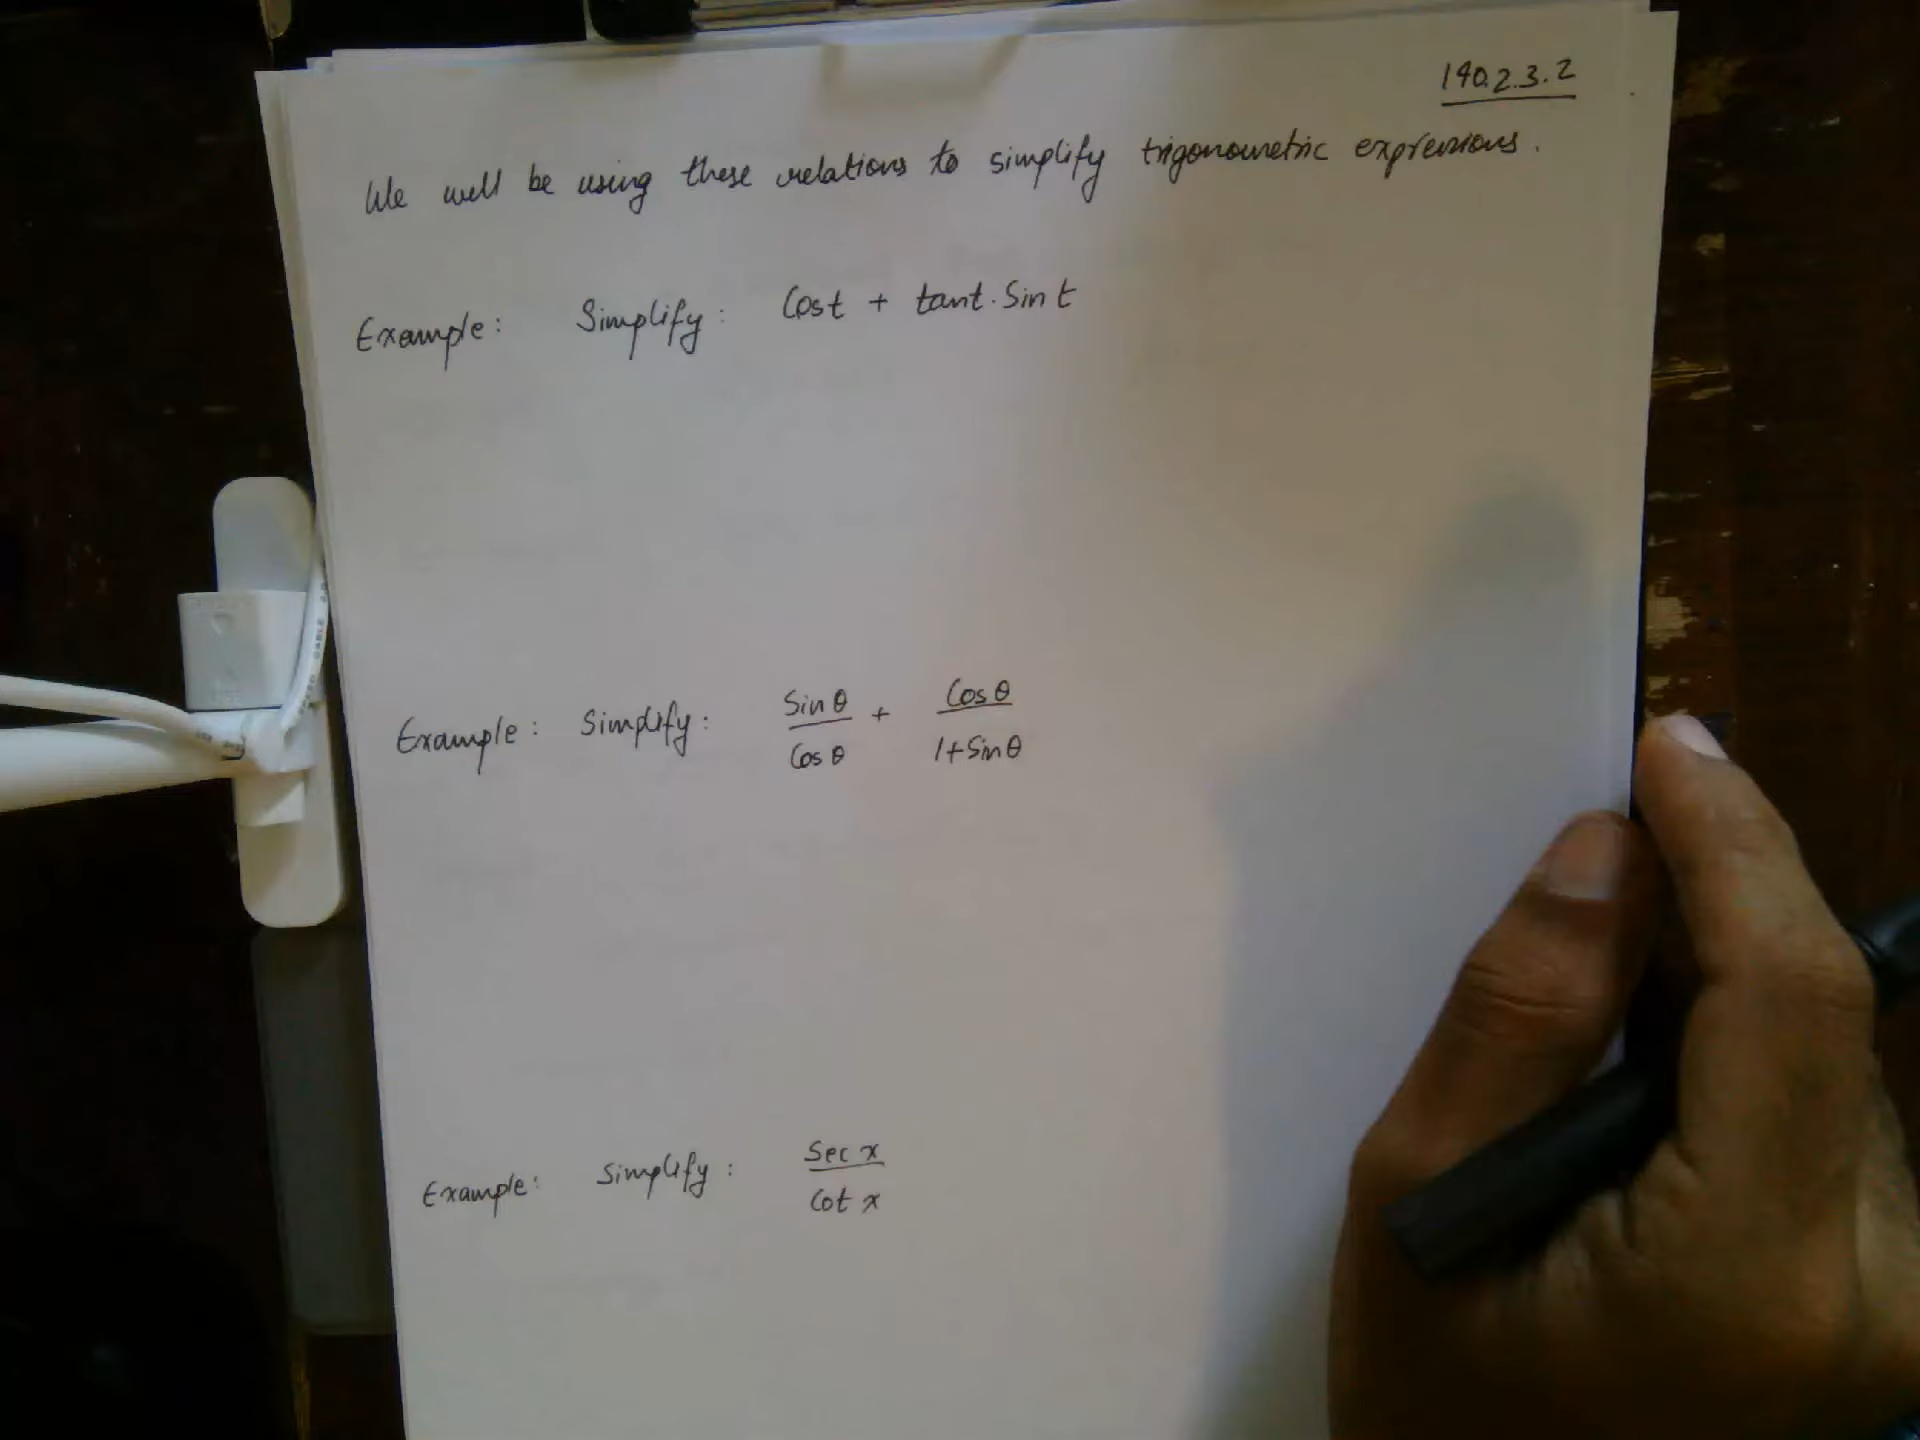 140.2.3.2
We will be using these relations to simplify trigonometric expressions.
Example: Simplify: Cost + tant. Sin t
Example: Simplify: Sin θ / Cos θ + Cos θ / 1+Sin θ
Example: Simplify: Sec x / Cot x